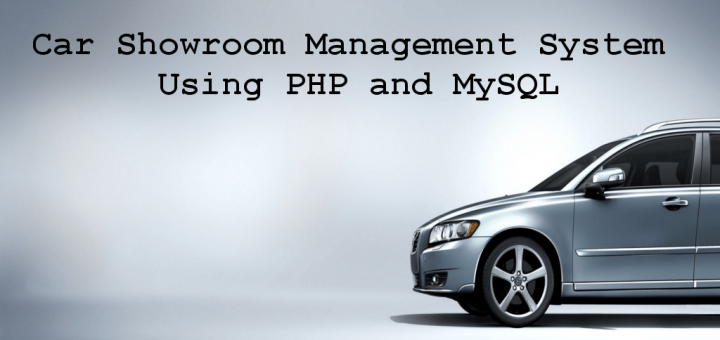 Car Showroom Management System
Using PHP and MySQL